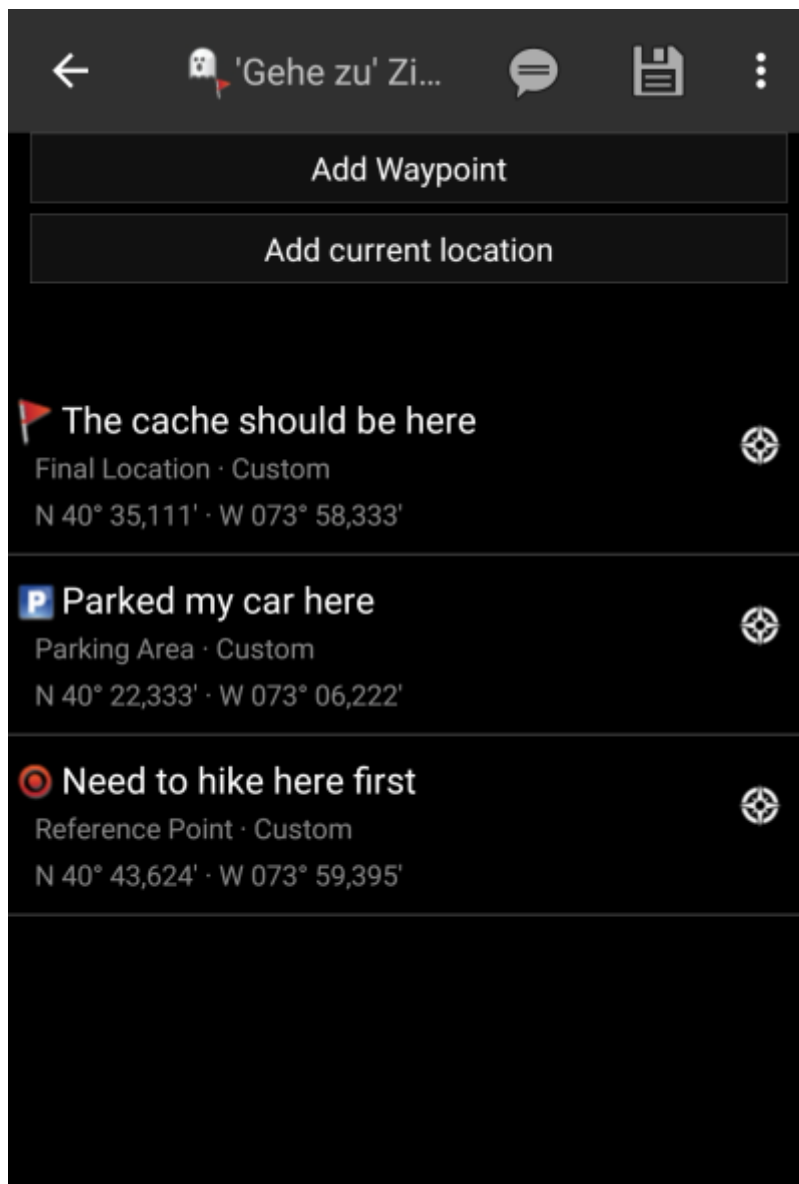 'Gehe zu' Zi...
Add Waypoint
Add current location
The cache should be here
Final Location · Custom
N 40° 35,111' · W 073° 58,333'
P Parked my car here
Parking Area · Custom
N 40° 22,333' · W 073° 06,222'
Need to hike here first
Reference Point · Custom
N 40° 43,624' · W 073° 59,395'